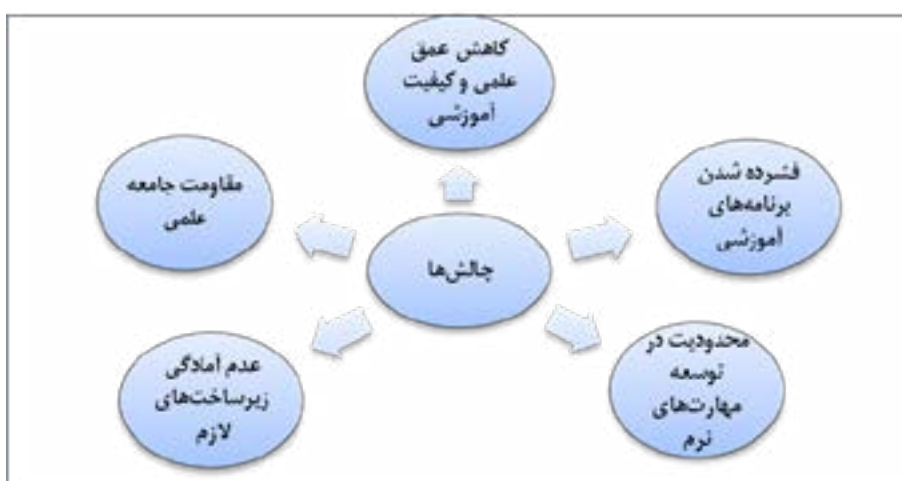 کاهش عمق
علمی و کیفیت
آموزشی
فشرده شدن
برنامه‌های
آموزشی
مقاومت جامعه
علمی
چالش‌ها
محدودیت در
توسعه
مهارت‌های
نرم
عدم آمادگی
زیرساخت‌های
لازم